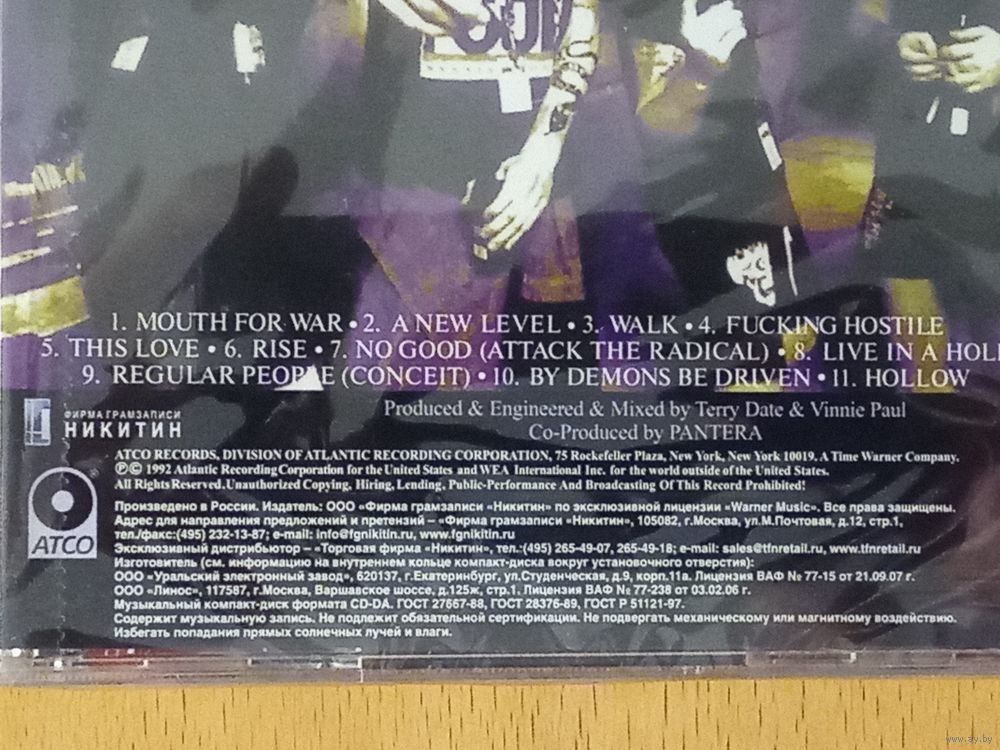 1. MOUTH FOR WAR • 2. A NEW LEVEL • 3. WALK • 4. FUCKING HOSTILE
5. THIS LOVE • 6. RISE • 7. NO GOOD (ATTACK THE RADICAL) • 8. LIVE IN A HOL
9. REGULAR PEOPLE (CONCEIT) • 10. BY DEMONS BE DRIVEN • 11. HOLLOW
Produced & Engineered & Mixed by Terry Date & Vinnie Paul
Co-Produced by PANTERA
ФИРМА ГРАМЗАПИСИ
НИКИТИН
ATCO RECORDS, DIVISION OF ATLANTIC RECORDING CORPORATION, 75 Rockefeller Plaza, New York, New York 10019. A Time Warner Company.
℗© 1992 Atlantic Recording Corporation for the United States and WEA International Inc. for the world outside of the United States.
All Rights Reserved. Unauthorized Copying, Hiring, Lending, Public-Performance And Broadcasting Of This Record Prohibited!
ATCO
Произведено в России. Издатель: ООО «Фирма грамзаписи «Никитин» по эксклюзивной лицензии «Warner Music». Все права защищены.
Адрес для направления предложений и претензий – «Фирма грамзаписи «Никитин», 105082, г.Москва, ул.М.Почтовая, д.12, стр.1,
тел./факс:(495) 232-13-87; e-mail: info@fgnikitin.ru, www.fgnikitin.ru
Эксклюзивный дистрибьютор – «Торговая фирма «Никитин», тел.:(495) 265-49-07, 265-49-18; e-mail: sales@tfnretail.ru, www.tfnretail.ru
Изготовитель (см. информацию на внутреннем кольце компакт-диска вокруг установочного отверстия):
ООО «Уральский электронный завод», 620137, г.Екатеринбург, ул.Студенческая, д.9, корп.11а. Лицензия ВАФ № 77-15 от 21.09.07 г.
ООО «Линос», 117587, г.Москва, Варшавское шоссе, д.125ж, стр.1. Лицензия ВАФ № 77-238 от 03.02.06 г.
Музыкальный компакт-диск формата CD-DA. ГОСТ 27667-88, ГОСТ 28376-89, ГОСТ Р 51121-97.
Содержит музыкальную запись. Не подлежит обязательной сертификации. Не подвергать механическому или магнитному воздействию.
Избегать попадания прямых солнечных лучей и влаги.
www.ay.by